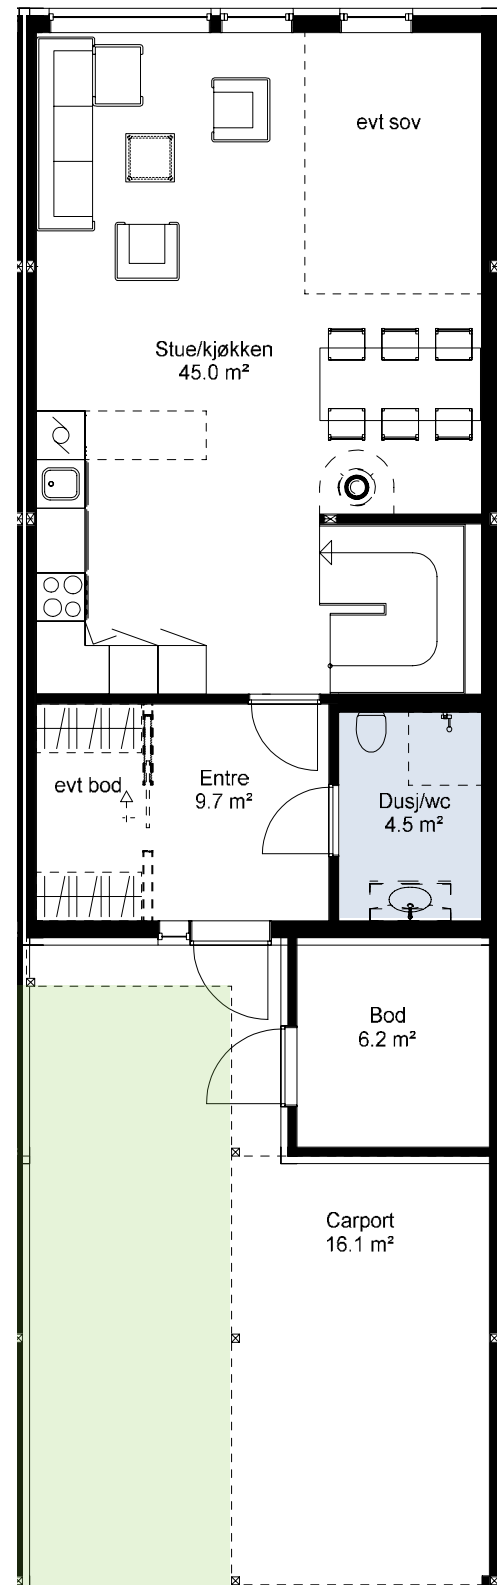 evt sov
Stue/kjøkken
45.0 m²
evt bod
Entre
9.7 m²
Dusj/wc
4.5 m²
Bod
6.2 m²
Carport
16.1 m²